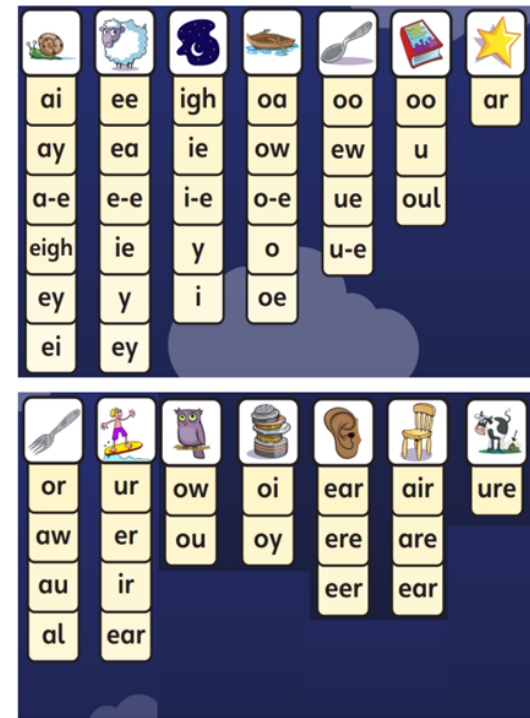 ai ee igh oa oo oo ar
ay ea ie ow ew u
a-e e-e i-e o-e ue oul
eigh ie y o u-e
ey y i oe
ei ey
or ur ow oi ear air ure
aw er ou oy ere are
au ir eer ear
al ear